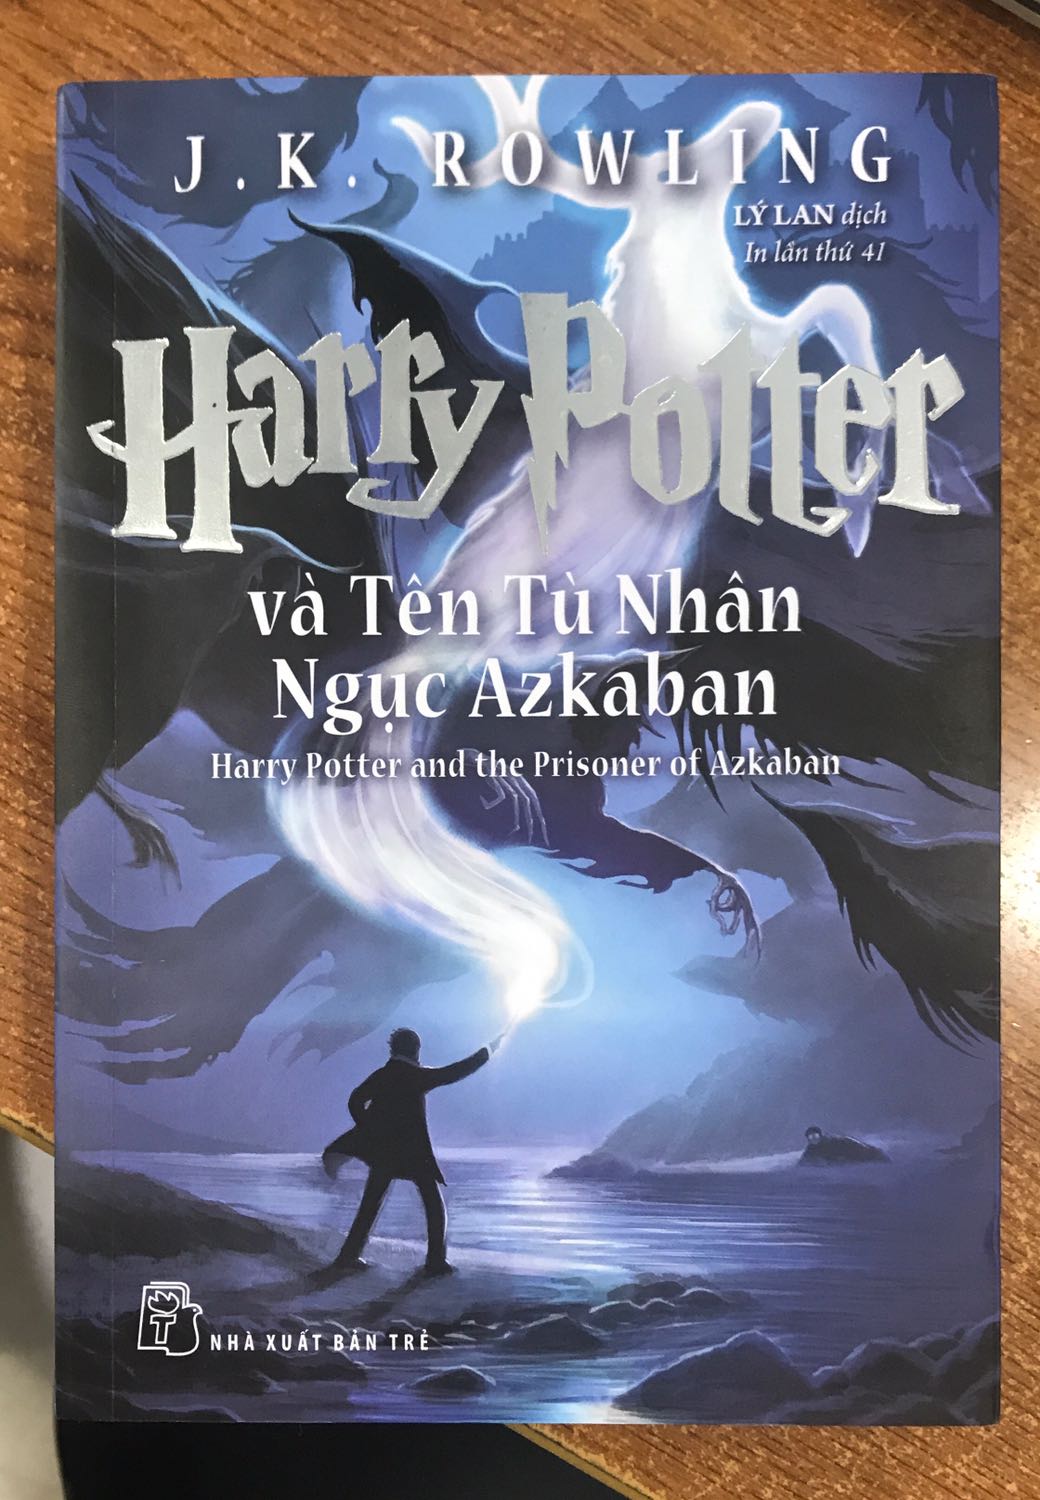 J. K. ROWLING
LÝ LAN dịch
In lần thứ 41
Harry Potter
và Tên Tù Nhân
Ngục Azkaban
Harry Potter and the Prisoner of Azkaban
T
NHÀ XUẤT BẢN TRẺ